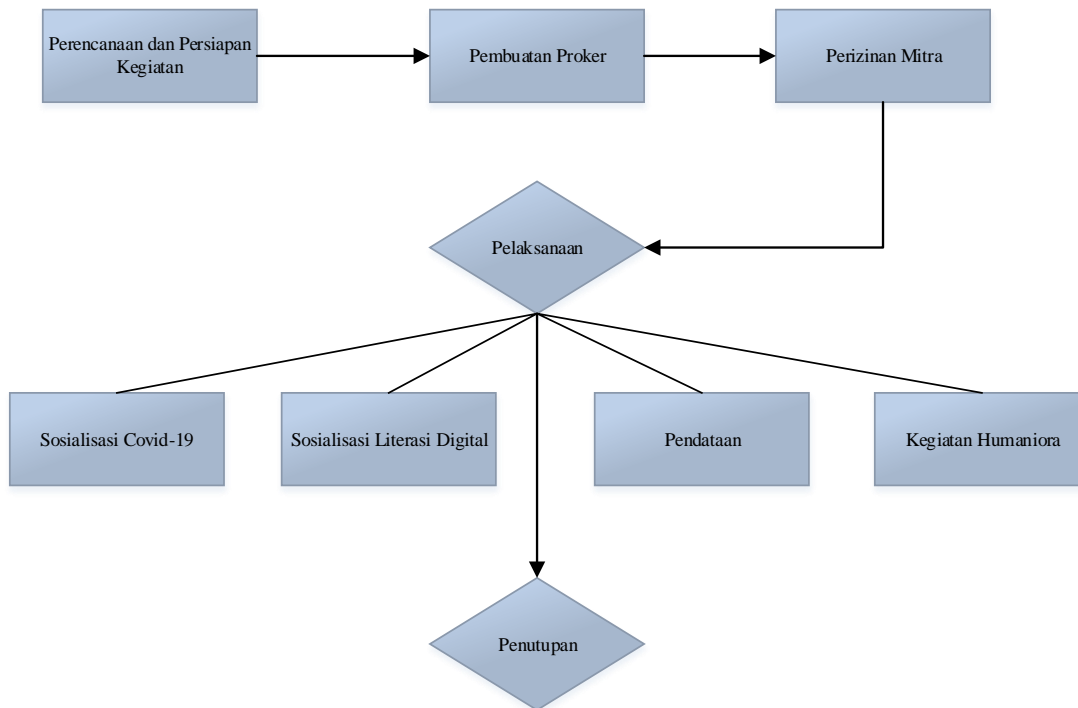 Perencanaan dan Persiapan
Kegiatan
Pembuatan Proker
Perizinan Mitra
Pelaksanaan
Sosialisasi Covid-19
Sosialisasi Literasi Digital
Pendataan
Kegiatan Humaniora
Penutupan